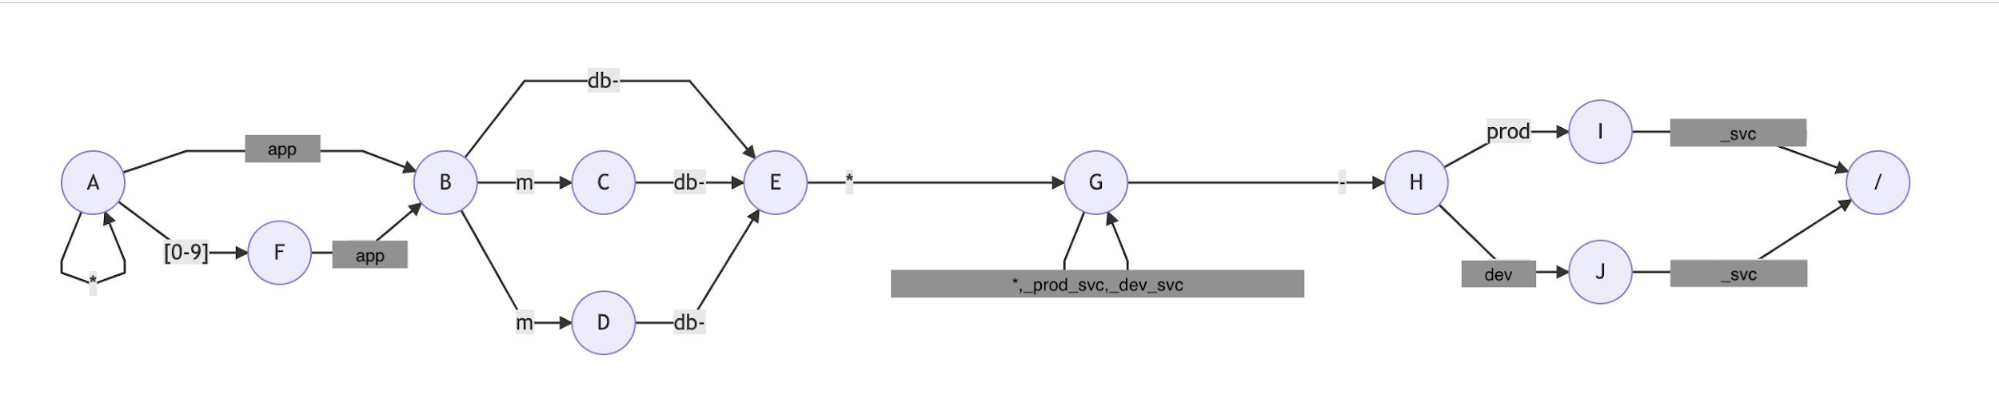 db-
prod
I
_svc
app
A
B
m
C
db-
E
*
G
-
H
/
[0-9]
F
app
*
*,_prod_svc,_dev_svc
dev
J
_svc
m
D
db-